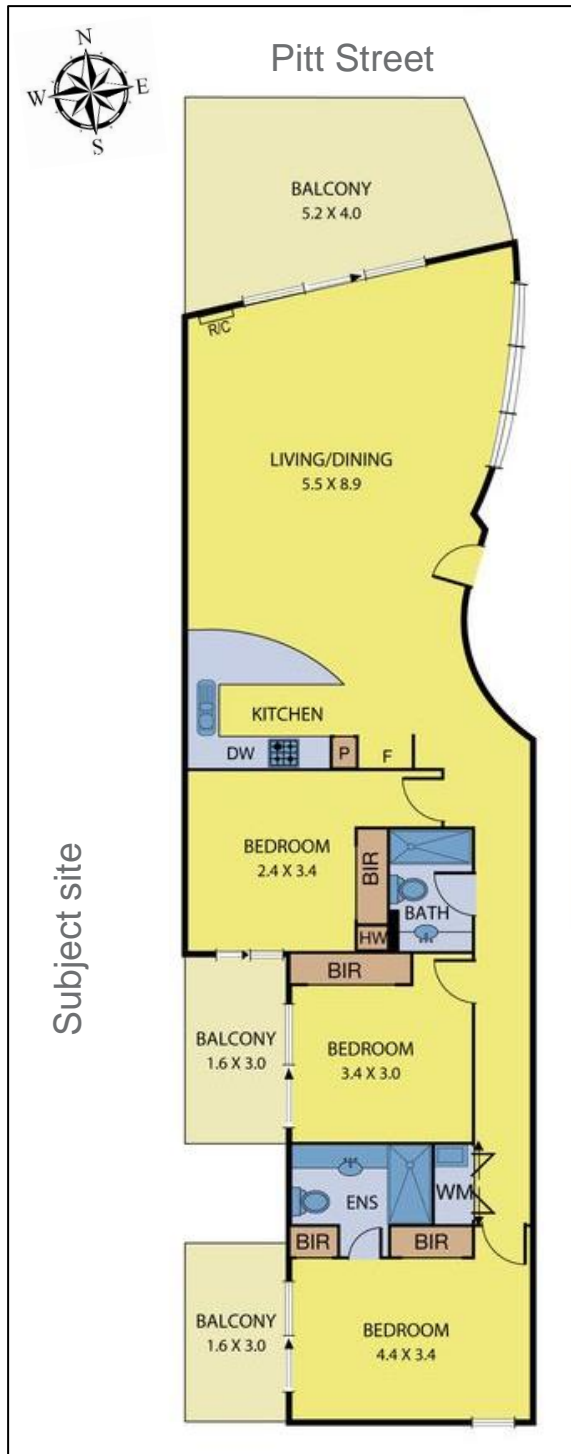 N
W E
S
Pitt Street
BALCONY
5.2 X 4.0
R/C
LIVING/DINING
5.5 X 8.9
KITCHEN
DW
P
F
BEDROOM
2.4 X 3.4
BIR
BATH
HW
Subject site
BIR
BALCONY
1.6 X 3.0
BEDROOM
3.4 X 3.0
ENS
WM
BIR
BIR
BALCONY
1.6 X 3.0
BEDROOM
4.4 X 3.4